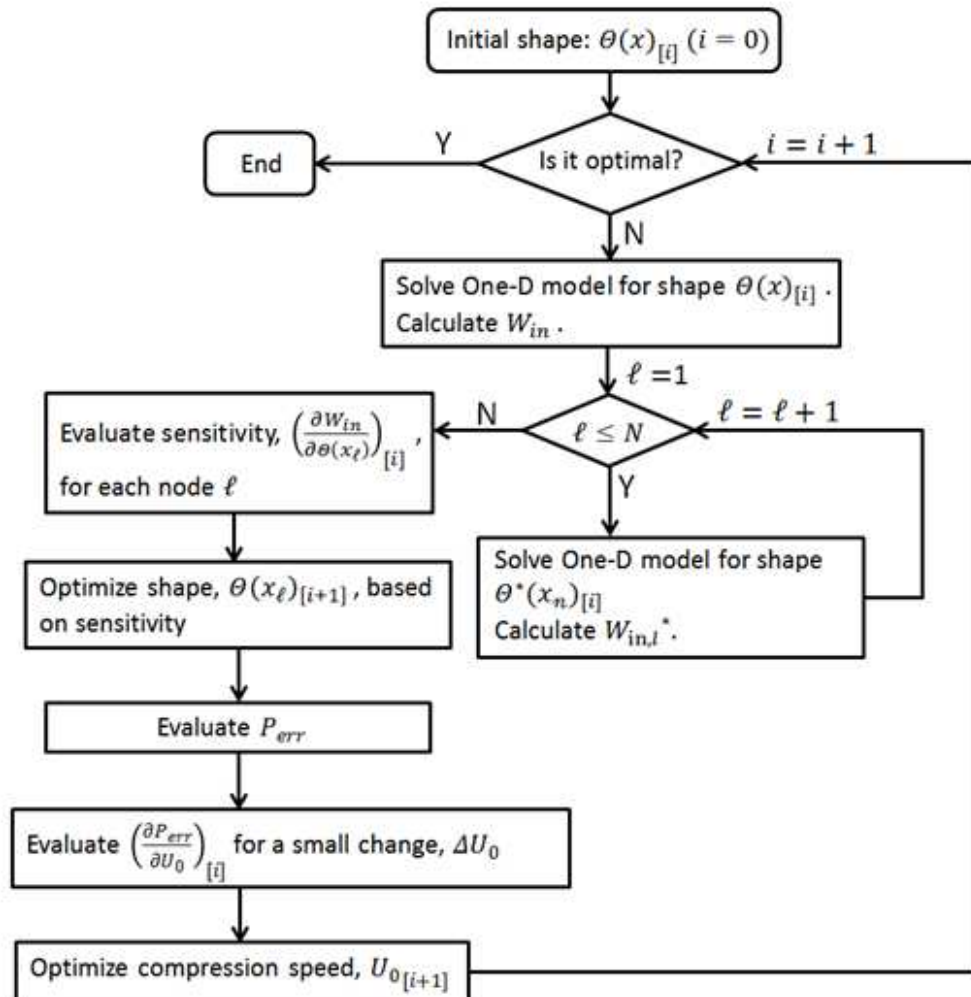 Initial shape: Θ(x)[i] (i = 0)
Y
End
Is it optimal?
i = i + 1
N
Solve One-D model for shape Θ(x)[i] .
Calculate Win .
ℓ =1
N
ℓ ≤ N
ℓ = ℓ + 1
Evaluate sensitivity, (∂Win/∂Θ(xℓ))[i] ,
for each node ℓ
Y
Solve One-D model for shape
Θ*(xn)[i]
Calculate Win,l*.
Optimize shape, Θ(xℓ)[i+1] , based
on sensitivity
Evaluate Perr
Evaluate (∂Perr/∂U0)[i] for a small change, ΔU0
Optimize compression speed, U0[i+1]